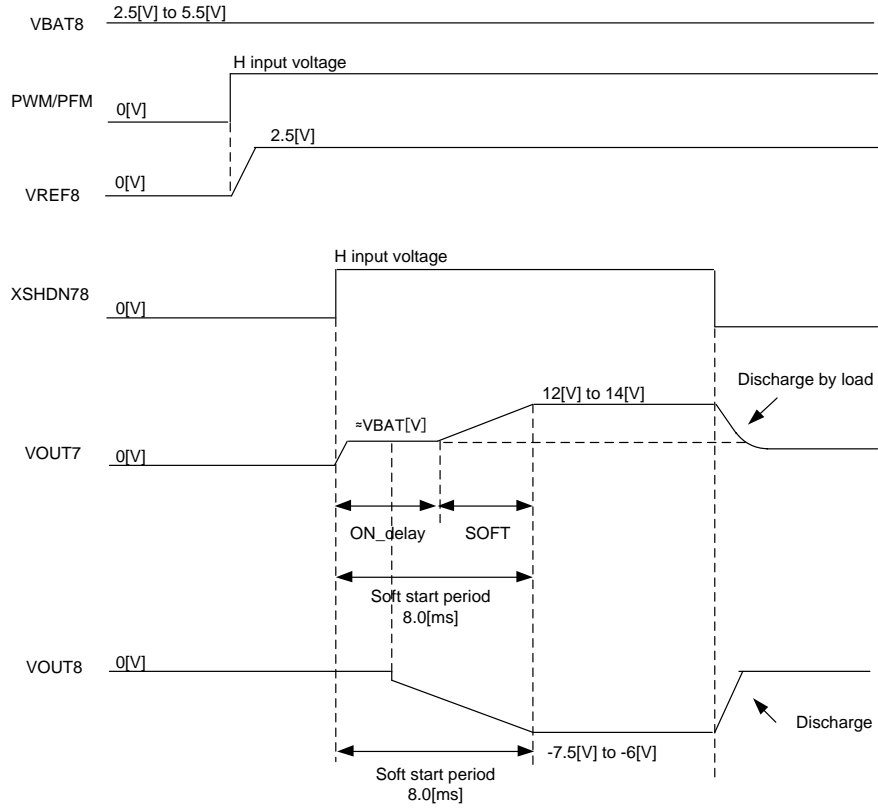 VBAT8
2.5[V] to 5.5[V]
H input voltage
PWM/PFM
0[V]
2.5[V]
VREF8
0[V]
H input voltage
XSHDN78
0[V]
Discharge by load
12[V] to 14[V]
≈VBAT[V]
VOUT7
0[V]
ON_delay
SOFT
Soft start period
8.0[ms]
VOUT8
0[V]
Discharge
-7.5[V] to -6[V]
Soft start period
8.0[ms]